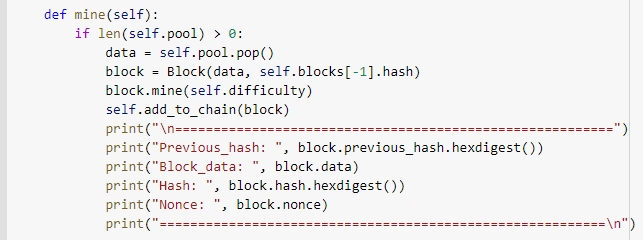 def mine(self):
    if len(self.pool) > 0:
        data = self.pool.pop()
        block = Block(data, self.blocks[-1].hash)
        block.mine(self.difficulty)
        self.add_to_chain(block)
        print("\n=========================================================")
        print("Previous_hash: ", block.previous_hash.hexdigest())
        print("Block_data: ", block.data)
        print("Hash: ", block.hash.hexdigest())
        print("Nonce: ", block.nonce)
        print("==========================================================\n")